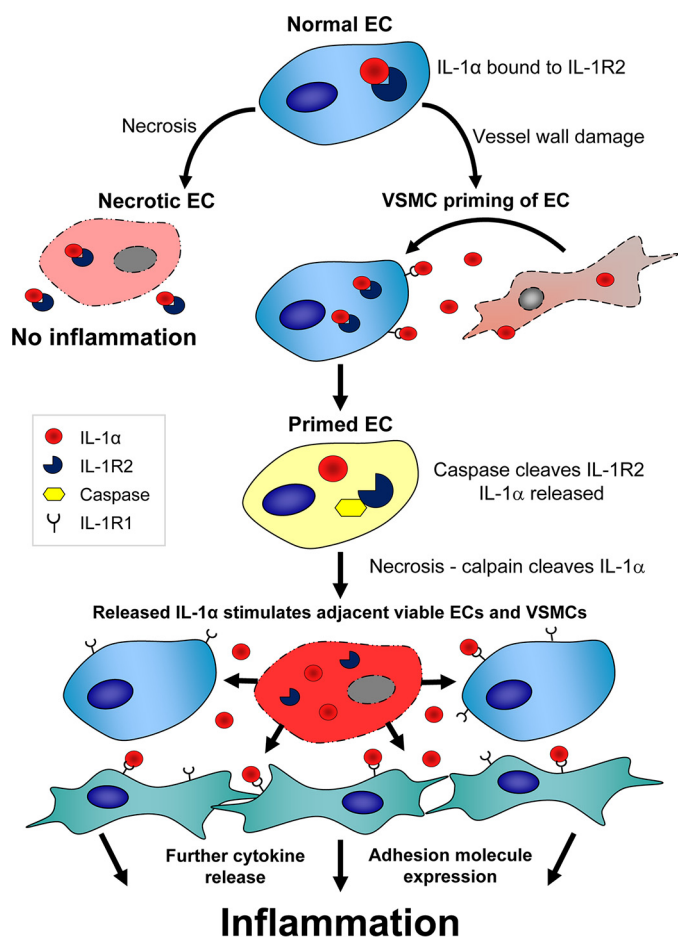 Normal EC
IL-1α bound to IL-1R2
Necrosis
Vessel wall damage
Necrotic EC
VSMC priming of EC
No inflammation
Primed EC
IL-1α
IL-1R2
Caspase
IL-1R1
Caspase cleaves IL-1R2
IL-1α released
Necrosis - calpain cleaves IL-1α
Released IL-1α stimulates adjacent viable ECs and VSMCs
Further cytokine
release
Adhesion molecule
expression
Inflammation